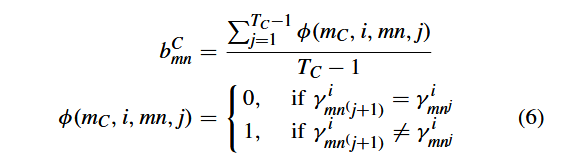 b^C_{mn} = \frac{\sum_{j=1}^{T_C-1} \phi(m_C, i, mn, j)}{T_C - 1}
\phi(m_C, i, mn, j) = \begin{cases} 0, & \text{if } \gamma^i_{mn(j+1)} = \gamma^i_{mnj} \\ 1, & \text{if } \gamma^i_{mn(j+1)} \neq \gamma^i_{mnj} \end{cases} (6)